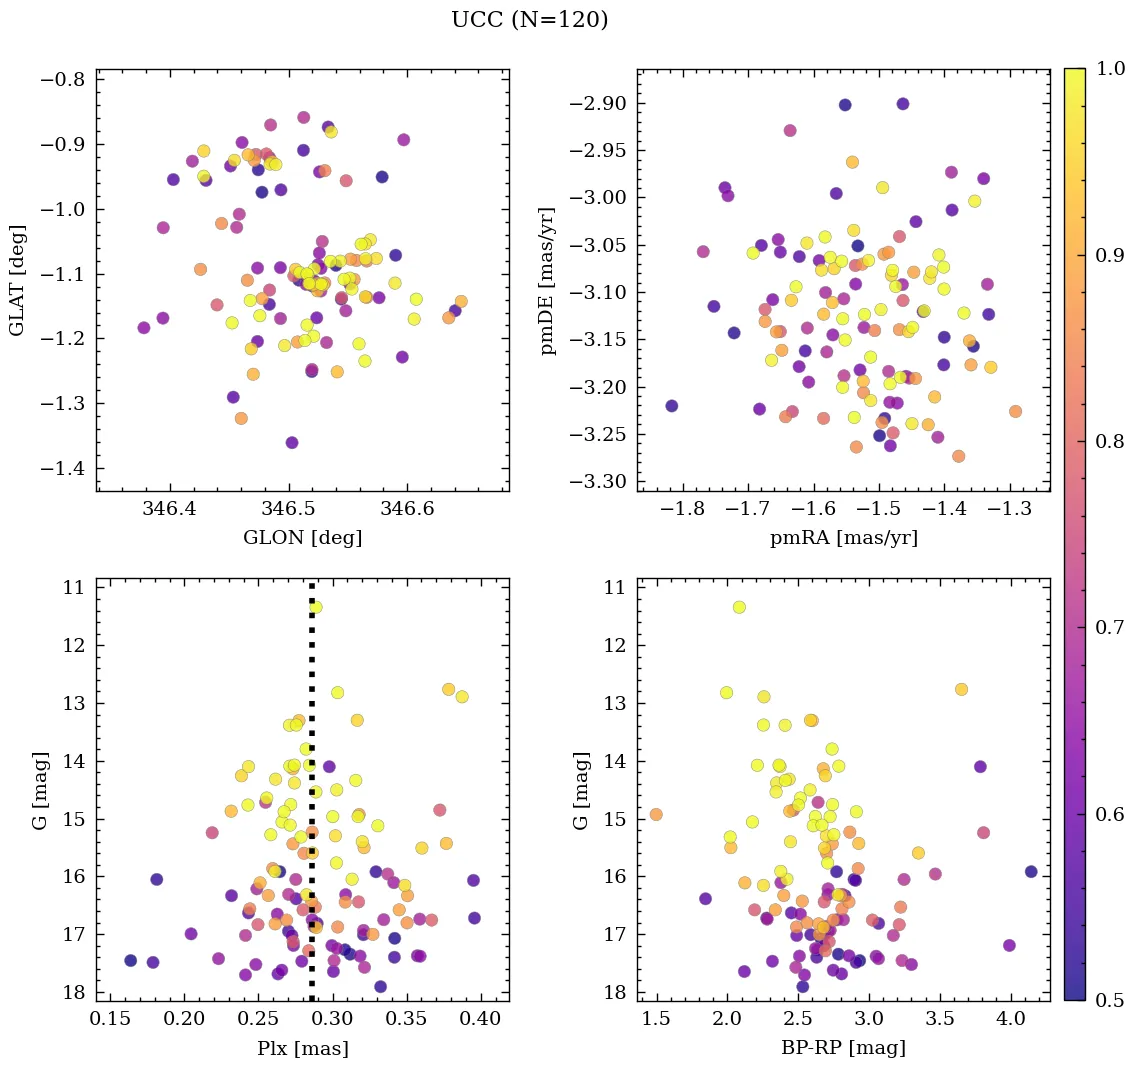 UCC (N=120)
−0.8
−0.9
−1.0
−1.1
−1.2
−1.3
−1.4
GLAT [deg]
346.4 346.5 346.6
GLON [deg]
−2.90
−2.95
−3.00
−3.05
−3.10
−3.15
−3.20
−3.25
−3.30
pmDE [mas/yr]
−1.8 −1.7 −1.6 −1.5 −1.4 −1.3
pmRA [mas/yr]
11
12
13
14
15
16
17
18
G [mag]
0.15 0.20 0.25 0.30 0.35 0.40
Plx [mas]
11
12
13
14
15
16
17
18
G [mag]
1.5 2.0 2.5 3.0 3.5 4.0
BP-RP [mag]
1.0
0.9
0.8
0.7
0.6
0.5